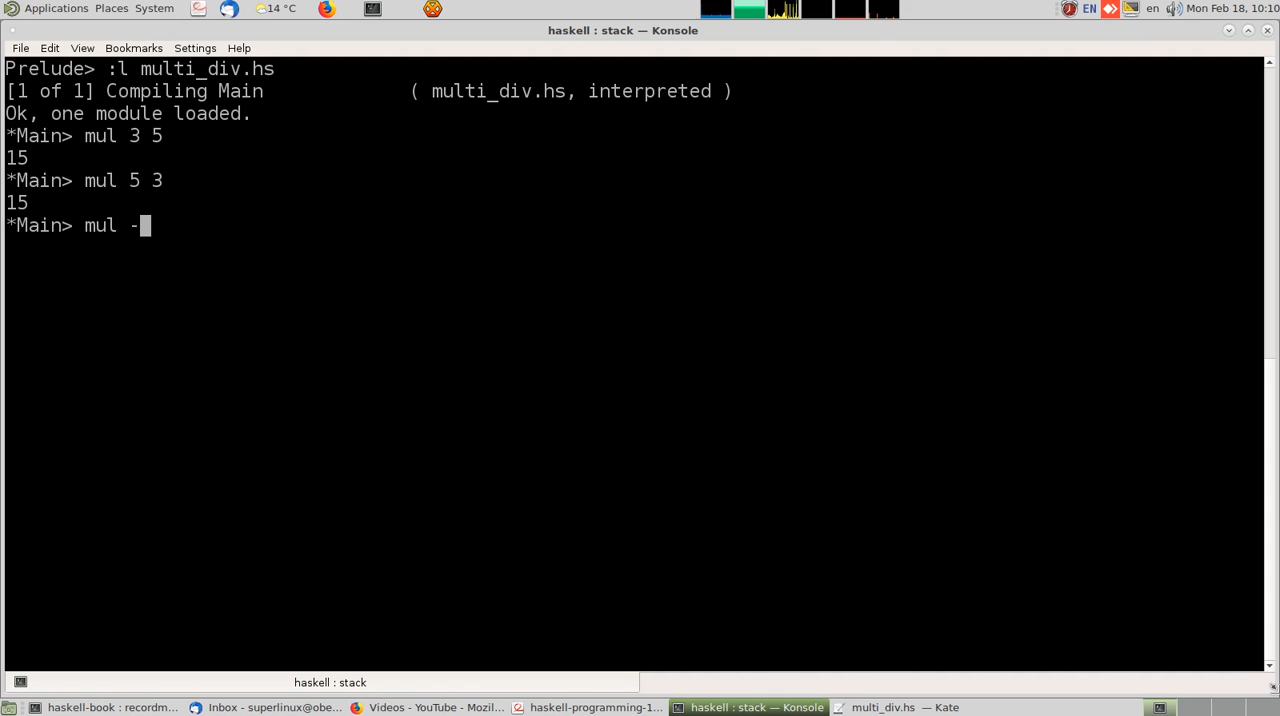 Applications Places System 14 °C EN en Mon Feb 18, 10:10
haskell : stack — Konsole
File Edit View Bookmarks Settings Help
Prelude> :l multi_div.hs
[1 of 1] Compiling Main ( multi_div.hs, interpreted )
Ok, one module loaded.
*Main> mul 3 5
15
*Main> mul 5 3
15
*Main> mul -
haskell : stack
haskell-book : recordm... Inbox - superlinux@obe... Videos - YouTube - Mozil... haskell-programming-1... haskell : stack — Konsole multi_div.hs — Kate